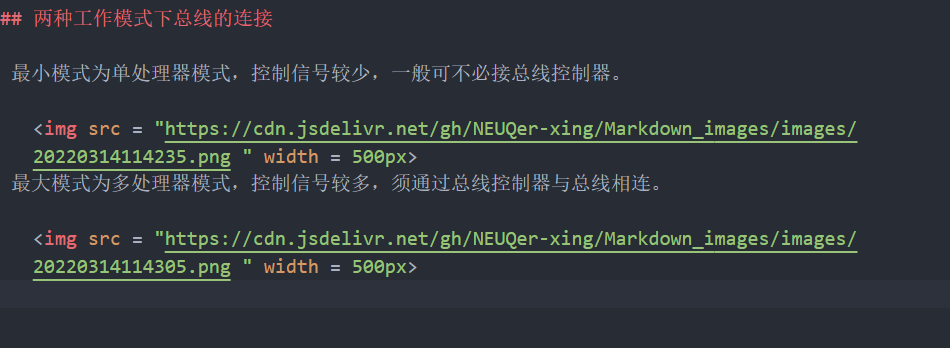 ## 两种工作模式下总线的连接
最小模式为单处理器模式，控制信号较少，一般可不必接总线控制器。
<img src = "https://cdn.jsdelivr.net/gh/NEUQer-xing/Markdown_images/images/
20220314114235.png " width = 500px>
最大模式为多处理器模式，控制信号较多，须通过总线控制器与总线相连。
<img src = "https://cdn.jsdelivr.net/gh/NEUQer-xing/Markdown_images/images/
20220314114305.png " width = 500px>